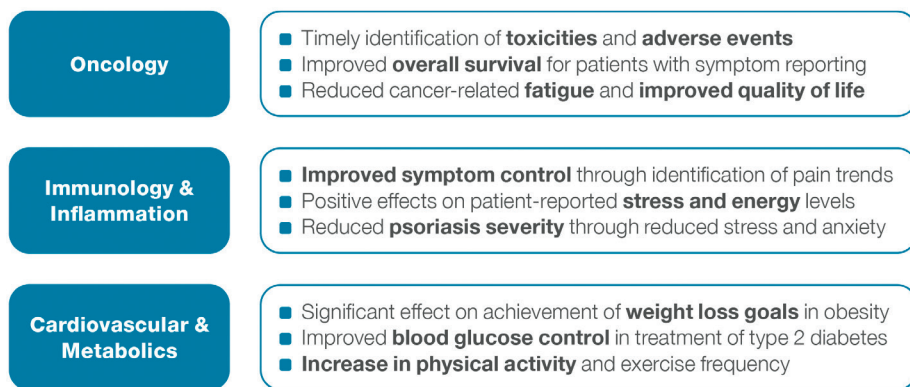 Oncology
■ Timely identification of toxicities and adverse events
■ Improved overall survival for patients with symptom reporting
■ Reduced cancer-related fatigue and improved quality of life
Immunology &
Inflammation
■ Improved symptom control through identification of pain trends
■ Positive effects on patient-reported stress and energy levels
■ Reduced psoriasis severity through reduced stress and anxiety
Cardiovascular &
Metabolics
■ Significant effect on achievement of weight loss goals in obesity
■ Improved blood glucose control in treatment of type 2 diabetes
■ Increase in physical activity and exercise frequency